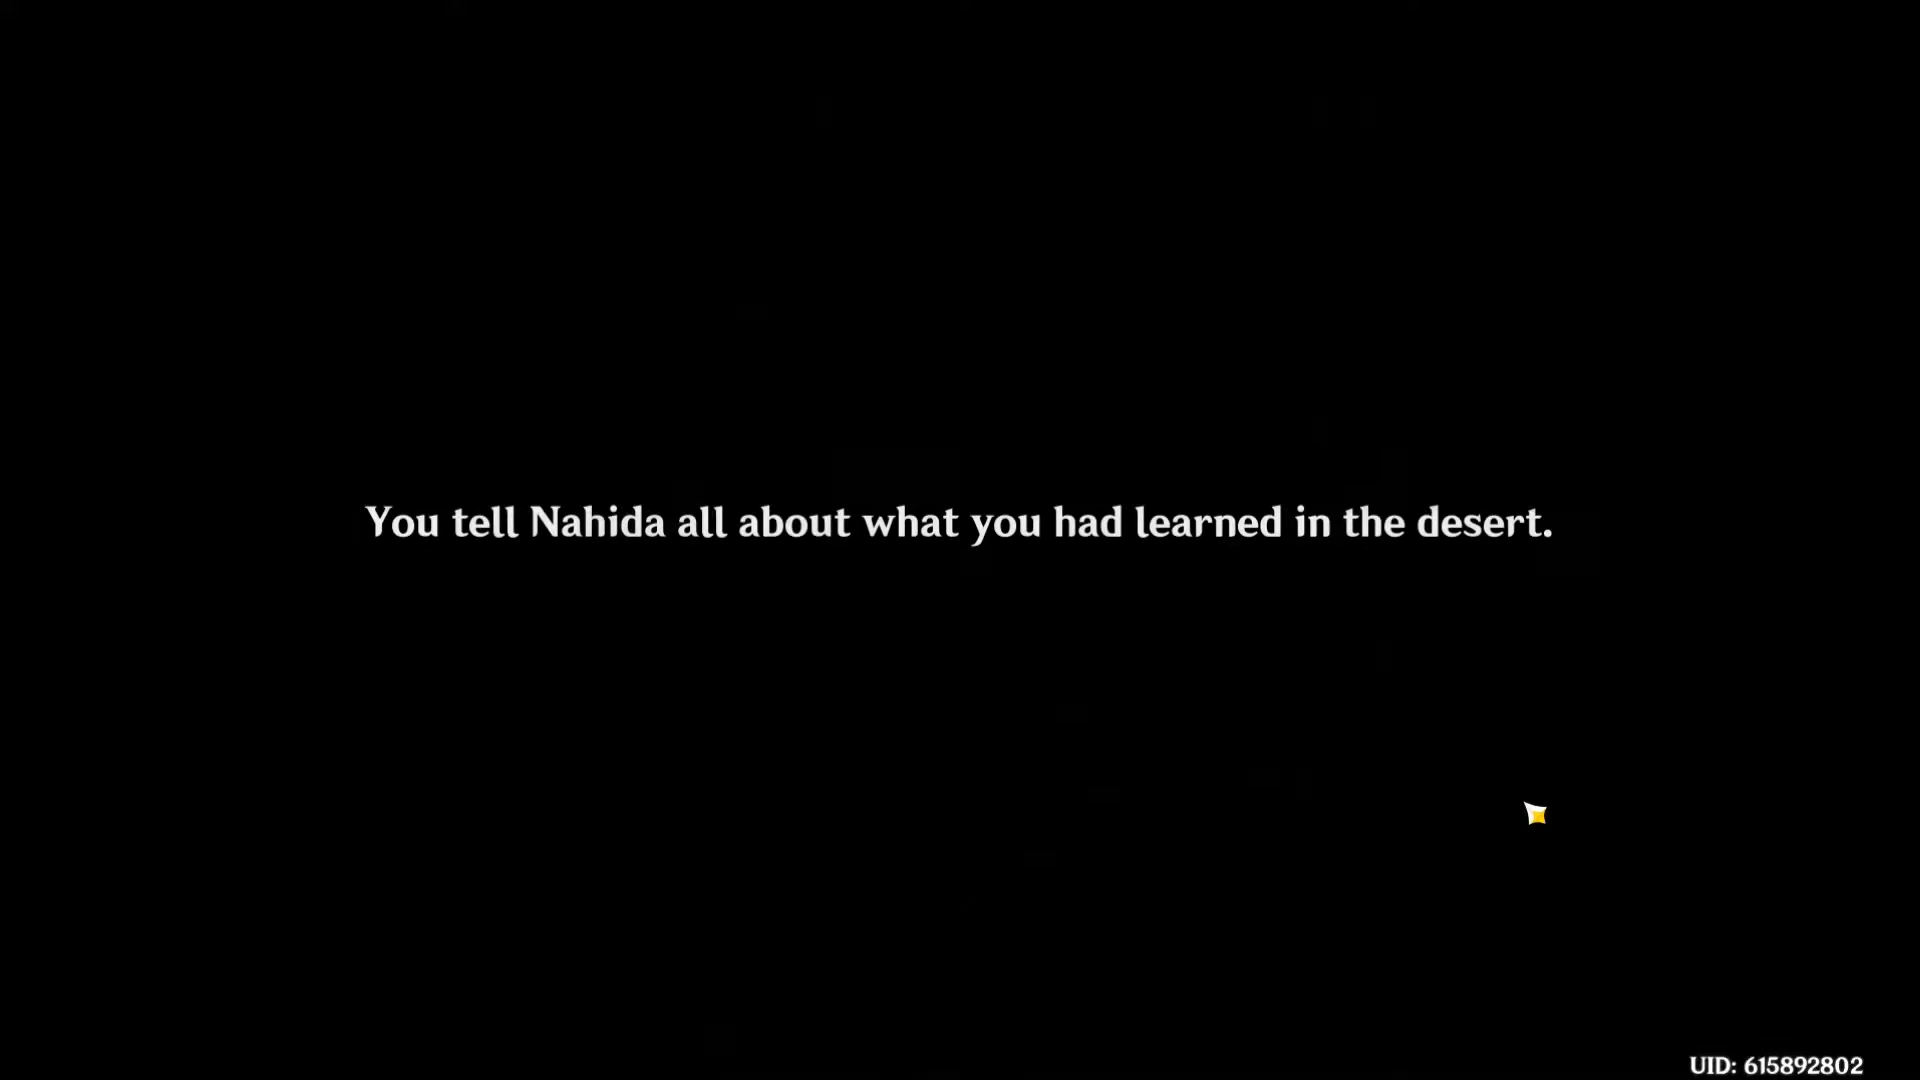 You tell Nahida all about what you had learned in the desert.
UID: 615892802